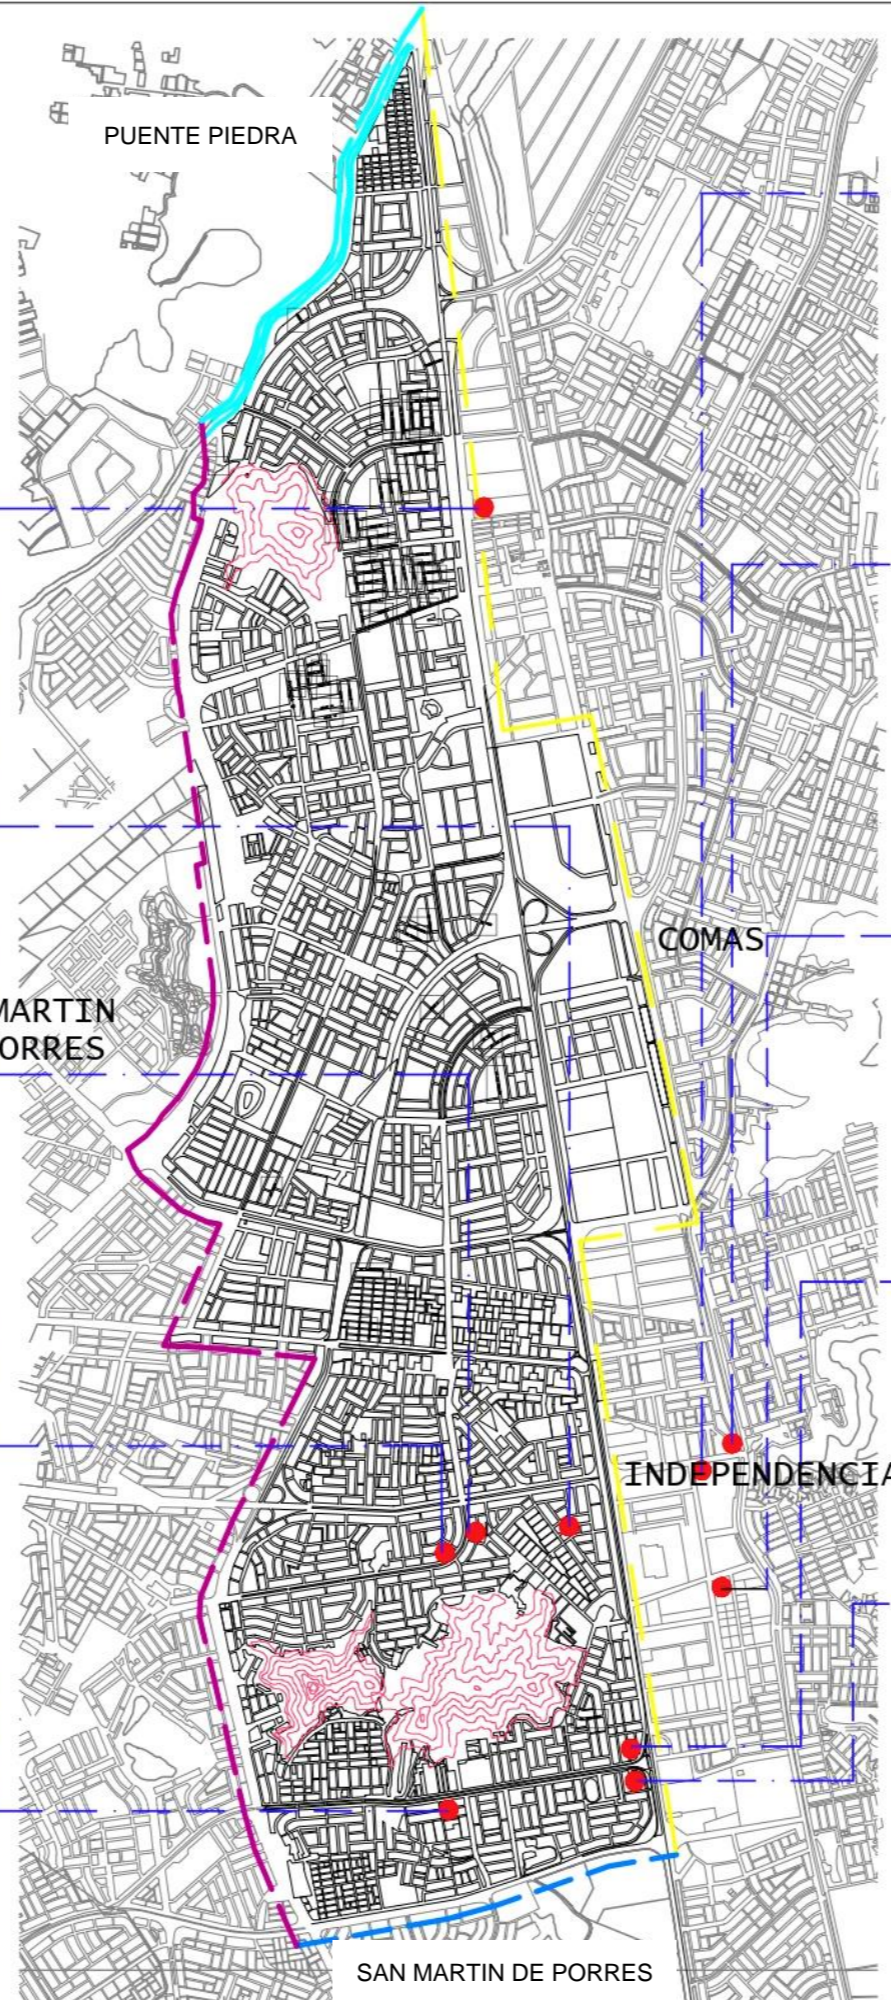 PUENTE PIEDRA
COMAS
MARTIN
ORRES
INDEPENDENCIA
SAN MARTIN DE PORRES